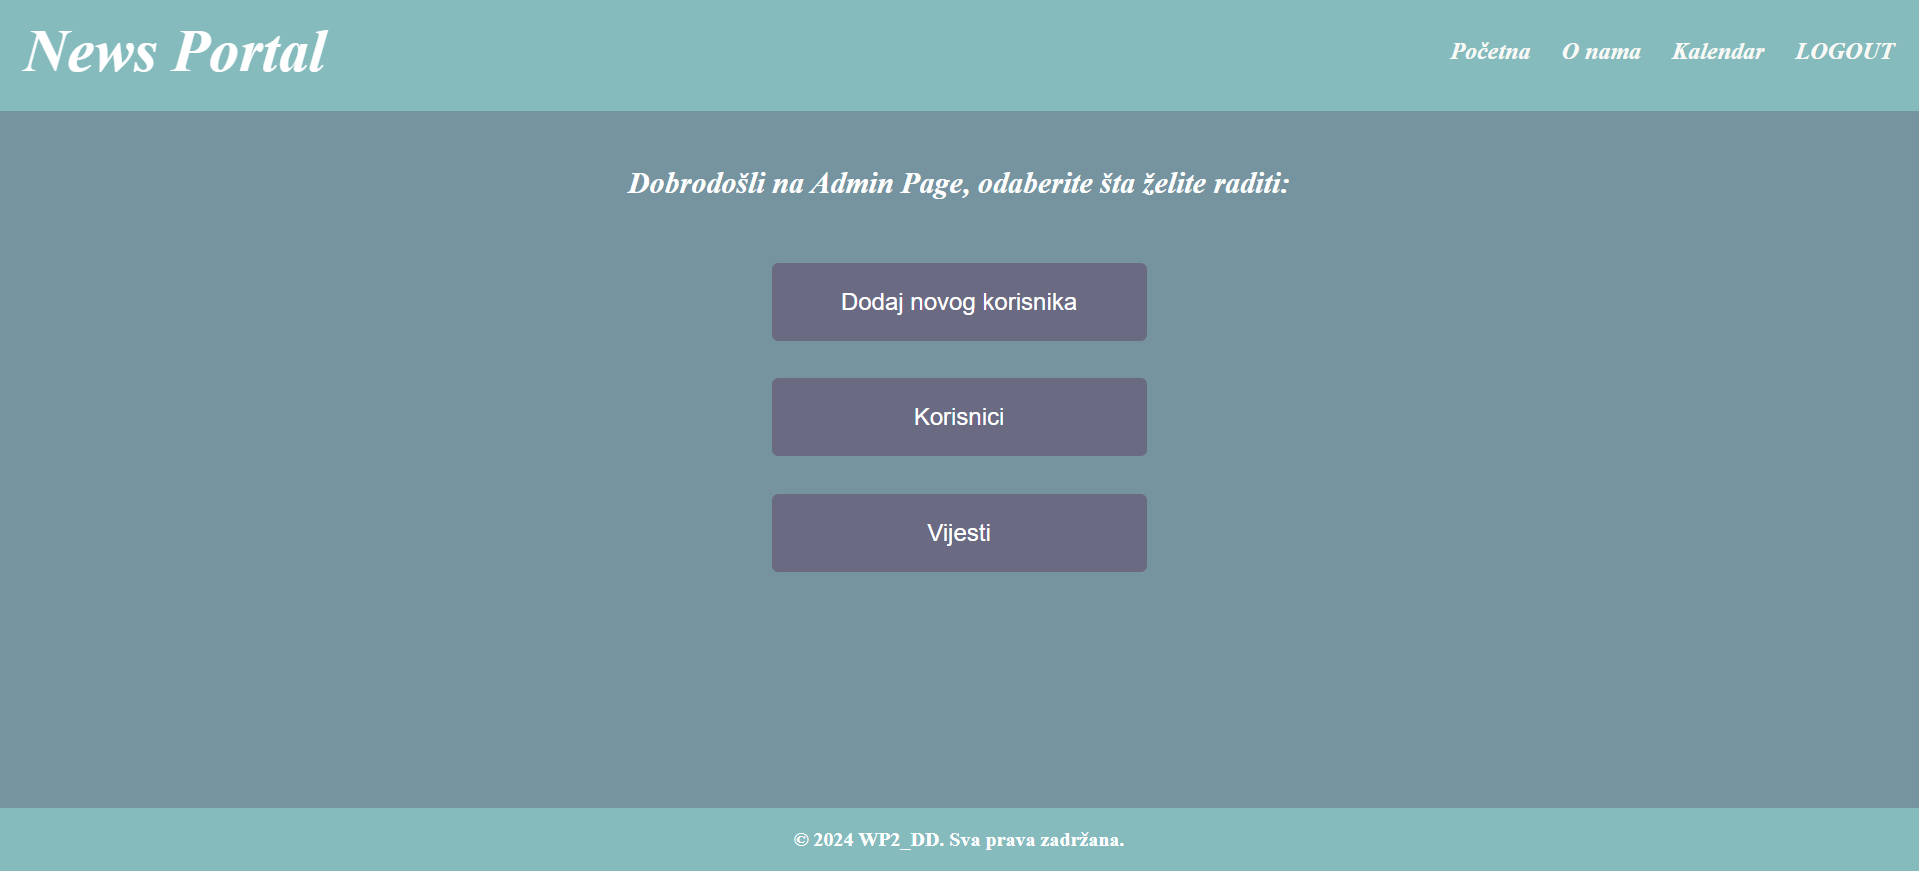 News Portal
Početna O nama Kalendar LOGOUT
Dobrodošli na Admin Page, odaberite šta želite raditi:
Dodaj novog korisnika
Korisnici
Vijesti
© 2024 WP2_DD. Sva prava zadržana.